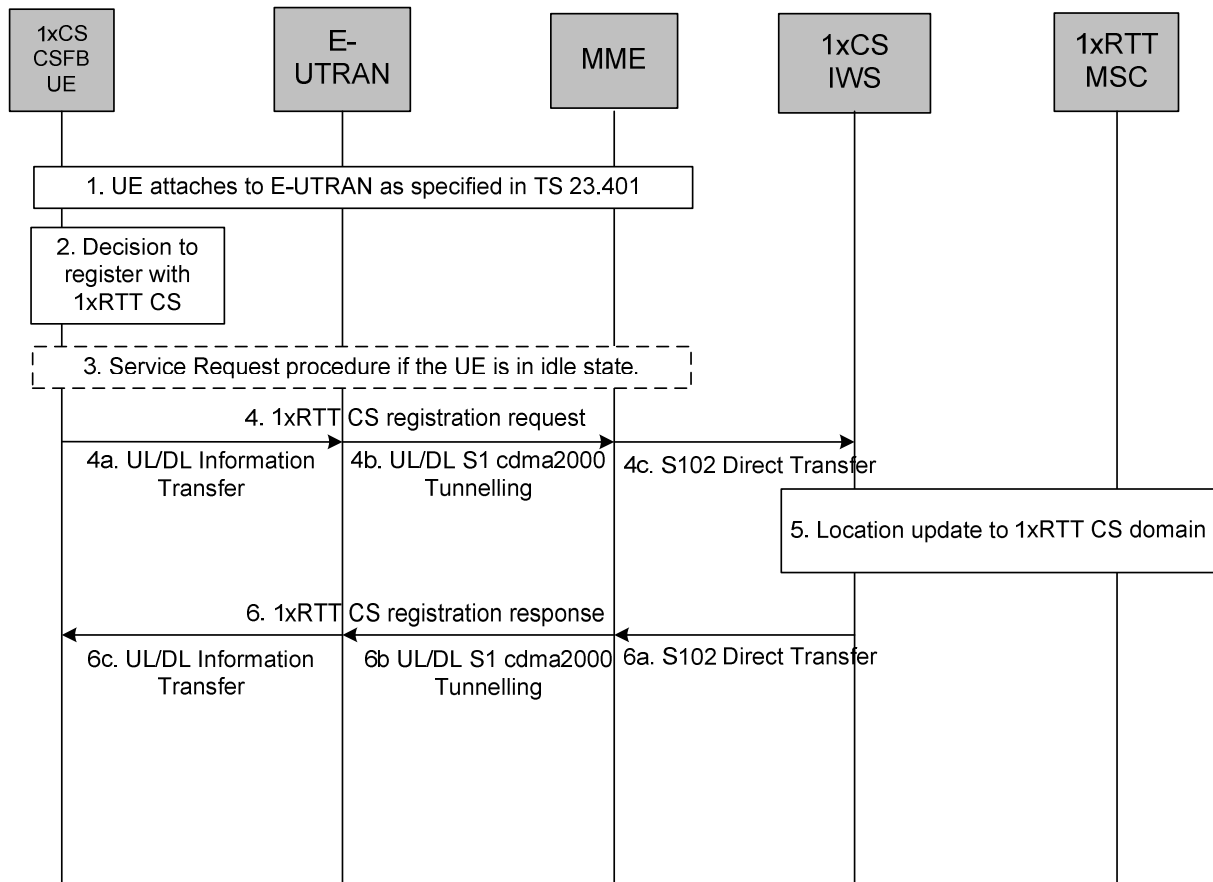 1xCS
CSFB
UE
E-
UTRAN
MME
1xCS
IWS
1xRTT
MSC
1. UE attaches to E-UTRAN as specified in TS 23.401
2. Decision to
register with
1xRTT CS
3. Service Request procedure if the UE is in idle state.
4. 1xRTT CS registration request
4a. UL/DL Information
Transfer
4b. UL/DL S1 cdma2000
Tunnelling
4c. S102 Direct Transfer
5. Location update to 1xRTT CS domain
6. 1xRTT CS registration response
6c. UL/DL Information
Transfer
6b UL/DL S1 cdma2000
Tunnelling
6a. S102 Direct Transfer